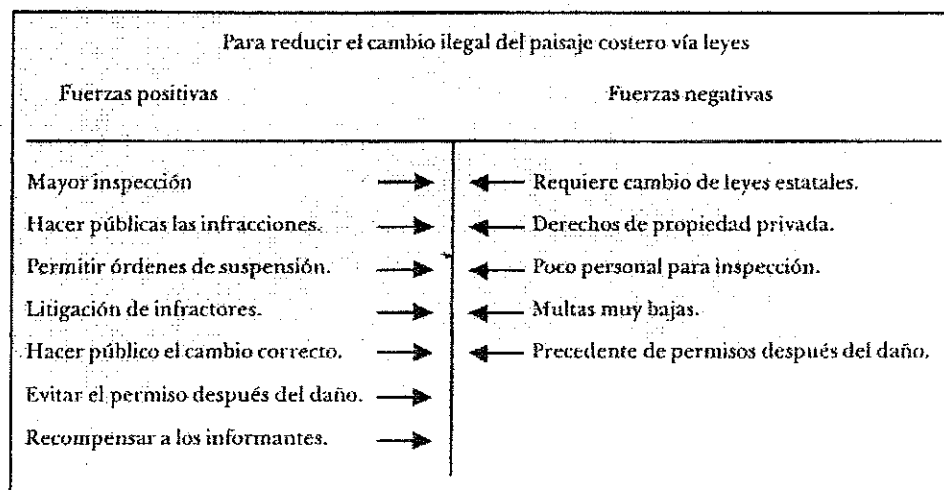 Para reducir el cambio ilegal del paisaje costero vía leyes
Fuerzas positivas
Fuerzas negativas
Mayor inspección
Requiere cambio de leyes estatales.
Hacer públicas las infracciones.
Derechos de propiedad privada.
Permitir órdenes de suspensión.
Poco personal para inspección.
Litigación de infractores.
Multas muy bajas.
Hacer público el cambio correcto.
Precedente de permisos después del daño.
Evitar el permiso después del daño.
Recompensar a los informantes.